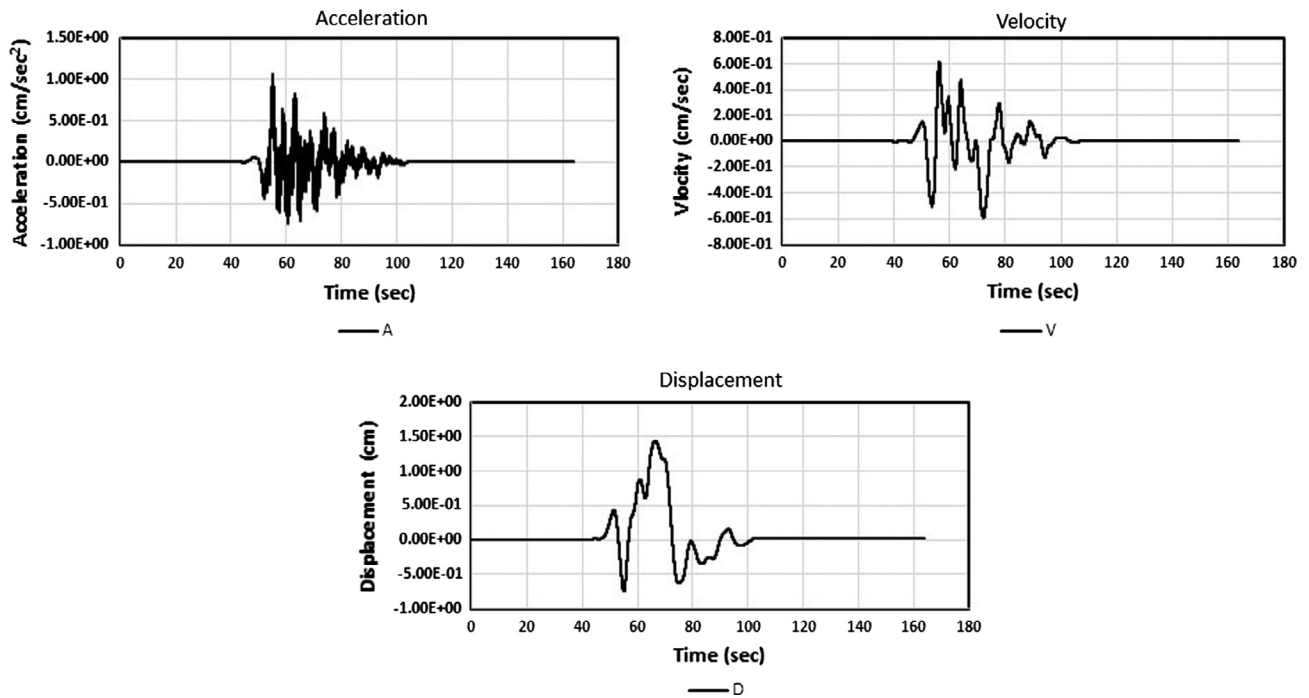 Acceleration
Acceleration (cm/sec²)
1.50E+00
1.00E+00
5.00E-01
0.00E+00
-5.00E-01
-1.00E+00
0 20 40 60 80 100 120 140 160 180
Time (sec)
A
Velocity
Vlocity (cm/sec)
8.00E-01
6.00E-01
4.00E-01
2.00E-01
0.00E+00
-2.00E-01
-4.00E-01
-6.00E-01
-8.00E-01
0 20 40 60 80 100 120 140 160 180
Time (sec)
V
Displacement
Displacement (cm)
2.00E+00
1.50E+00
1.00E+00
5.00E-01
0.00E+00
-5.00E-01
-1.00E+00
0 20 40 60 80 100 120 140 160 180
Time (sec)
D